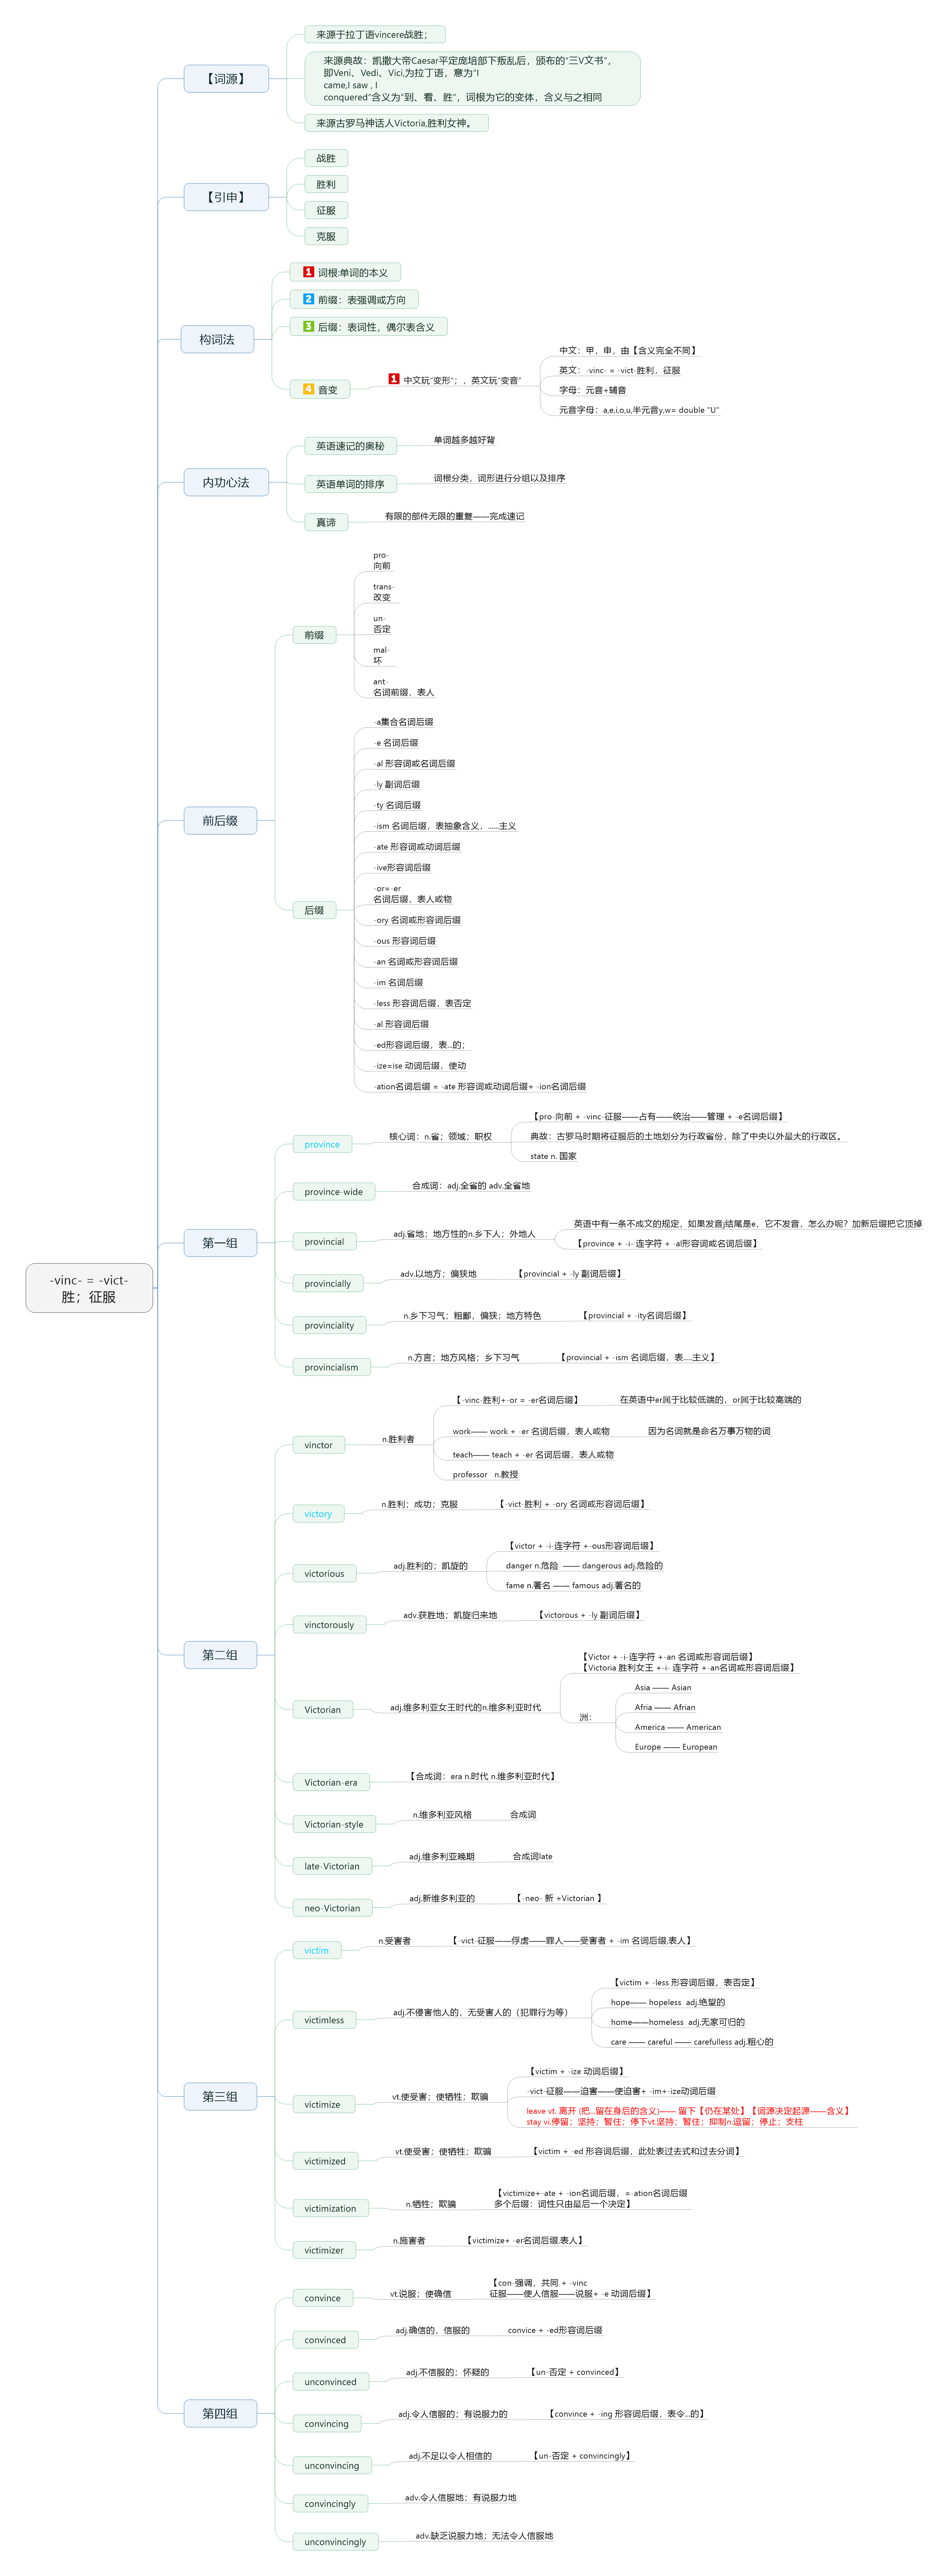 -vinc- = -vict-
胜；征服
【词源】
来源于拉丁语vincere战胜；
来源典故：凯撒大帝Caesar平定庞培部下叛乱后，颁布的“三V文书”，
即Veni、Vedi、Vici,为拉丁语，意为“I
came,I saw , I
conquered”含义为“到、看、胜”，词根为它的变体，含义与之相同
来源古罗马神话人Victoria,胜利女神。
【引申】
战胜
胜利
征服
克服
构词法
1 词根:单词的本义
2 前缀：表强调或方向
3 后缀：表词性，偶尔表含义
4 音变
1 中文玩“变形”；，英文玩“变音”
中文：甲，申，由【含义完全不同】
英文：-vinc- = -vict-胜利，征服
字母：元音+辅音
元音字母：a,e,i,o,u,半元音y,w= double "U"
内功心法
英语速记的奥秘
单词越多越好背
英语单词的排序
词根分类，词形进行分组以及排序
真谛
有限的部件无限的重复——完成速记
前后缀
前缀
pro-
向前
trans-
改变
un-
否定
mal-
坏
ant-
名词前缀，表人
后缀
-a集合名词后缀
-e 名词后缀
-al 形容词或名词后缀
-ly 副词后缀
-ty 名词后缀
-ism 名词后缀，表抽象含义，......主义
-ate 形容词或动词后缀
-ive形容词后缀
-or=-er
名词后缀，表人或物
-ory 名词或形容词后缀
-ous 形容词后缀
-an 名词或形容词后缀
-im 名词后缀
-less 形容词后缀，表否定
-al 形容词后缀
-ed形容词后缀，表...的；
-ize=ise 动词后缀，使动
-ation名词后缀 = -ate 形容词或动词后缀+ -ion名词后缀
第一组
province
核心词：n.省；领域；职权
【pro-向前 + -vinc-征服——占有——统治——管理 + -e名词后缀】
典故：古罗马时期将征服后的土地划分为行政省份，除了中央以外最大的行政区。
state n. 国家
province-wide
合成词：adj.全省的 adv.全省地
provincial
adj.省地；地方性的n.乡下人；外地人
英语中有一条不成文的规定，如果发音j结尾是e，它不发音，怎么办呢？加新后缀把它顶掉
【province + -i- 连字符 + -al形容词或名词后缀】
provincially
adv.以地方；偏狭地
【provincial + -ly 副词后缀】
provinciality
n.乡下习气；粗鄙，偏狭；地方特色
【provincial + -ity名词后缀】
provincialism
n.方言；地方风格；乡下习气
【provincial + -ism 名词后缀，表.....主义】
第二组
vinctor
n.胜利者
【-vinc-胜利+-or = -er名词后缀】
在英语中er属于比较低端的，or属于比较高端的
work—— work + -er 名词后缀，表人或物
因为名词就是命名万事万物的词
teach—— teach + -er 名词后缀，表人或物
professor n.教授
victory
n.胜利；成功；克服
【-vict-胜利 + -ory 名词或形容词后缀】
victorious
adj.胜利的；凯旋的
【victor + -i-连字符 +-ous形容词后缀】
danger n.危险 —— dangerous adj.危险的
fame n.著名 —— famous adj.著名的
vinctorously
adv.获胜地；凯旋归来地
【victorous + -ly 副词后缀】
Victorian
adj.维多利亚女王时代的n.维多利亚时代
【Victor + -i-连字符 +-an 名词或形容词后缀】
【Victoria 胜利女王 +-i- 连字符 +-an名词或形容词后缀】
洲：
Asia —— Asian
Afria —— Afrian
America —— American
Europe —— European
Victorian-era
【合成词：era n.时代 n.维多利亚时代】
Victorian-style
n.维多利亚风格
合成词
late-Victorian
adj.维多利亚晚期
合成词late
neo-Victorian
adj.新维多利亚的
【-neo- 新 +Victorian 】
第三组
victim
n.受害者
【-vict-征服——俘虏——罪人——受害者 + -im 名词后缀,表人】
victimless
adj.不侵害他人的，无受害人的（犯罪行为等）
【victim + -less 形容词后缀，表否定】
hope—— hopeless adj.绝望的
home——homeless adj.无家可归的
care —— careful —— carefulless adj.粗心的
victimize
vt.使受害；使牺牲；欺骗
【victim + -ize 动词后缀】
-vict-征服——迫害——使迫害+ -im+-ize动词后缀
leave vt. 离开 (把...留在身后的含义)—— 留下【仍在某处】【词源决定起源——含义】
stay vi.停留；坚持；暂住；停下vt.坚持；暂住；抑制n.逗留；停止；支柱
victimized
vt.使受害；使牺牲；欺骗
【victim + -ed 形容词后缀，此处表过去式和过去分词】
victimization
n.牺牲；欺骗
【victimize+-ate + -ion名词后缀，=-ation名词后缀
多个后缀：词性只由最后一个决定】
victimizer
n.施害者
【victimize+ -er名词后缀,表人】
第四组
convince
vt.说服；使确信
【con-强调，共同 + -vinc
征服——使人信服——说服+ -e 动词后缀】
convinced
adj.确信的，信服的
convice + -ed形容词后缀
unconvinced
adj.不信服的；怀疑的
【un-否定 + convinced】
convincing
adj.令人信服的；有说服力的
【convince + -ing 形容词后缀，表令...的】
unconvincing
adj.不足以令人相信的
【un-否定 + convincingly】
convincingly
adv.令人信服地；有说服力地
unconvincingly
adv.缺乏说服力地；无法令人信服地